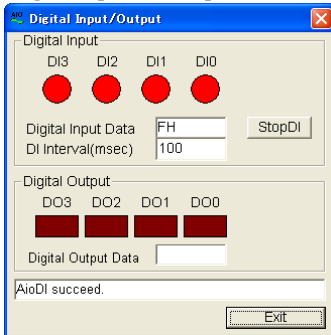 Digital Input/Output
Digital Input
DI3 DI2 DI1 DI0
Digital Input Data FH StopDI
DI Interval(msec) 100
Digital Output
DO3 DO2 DO1 DO0
Digital Output Data
AioDI succeed.
Exit